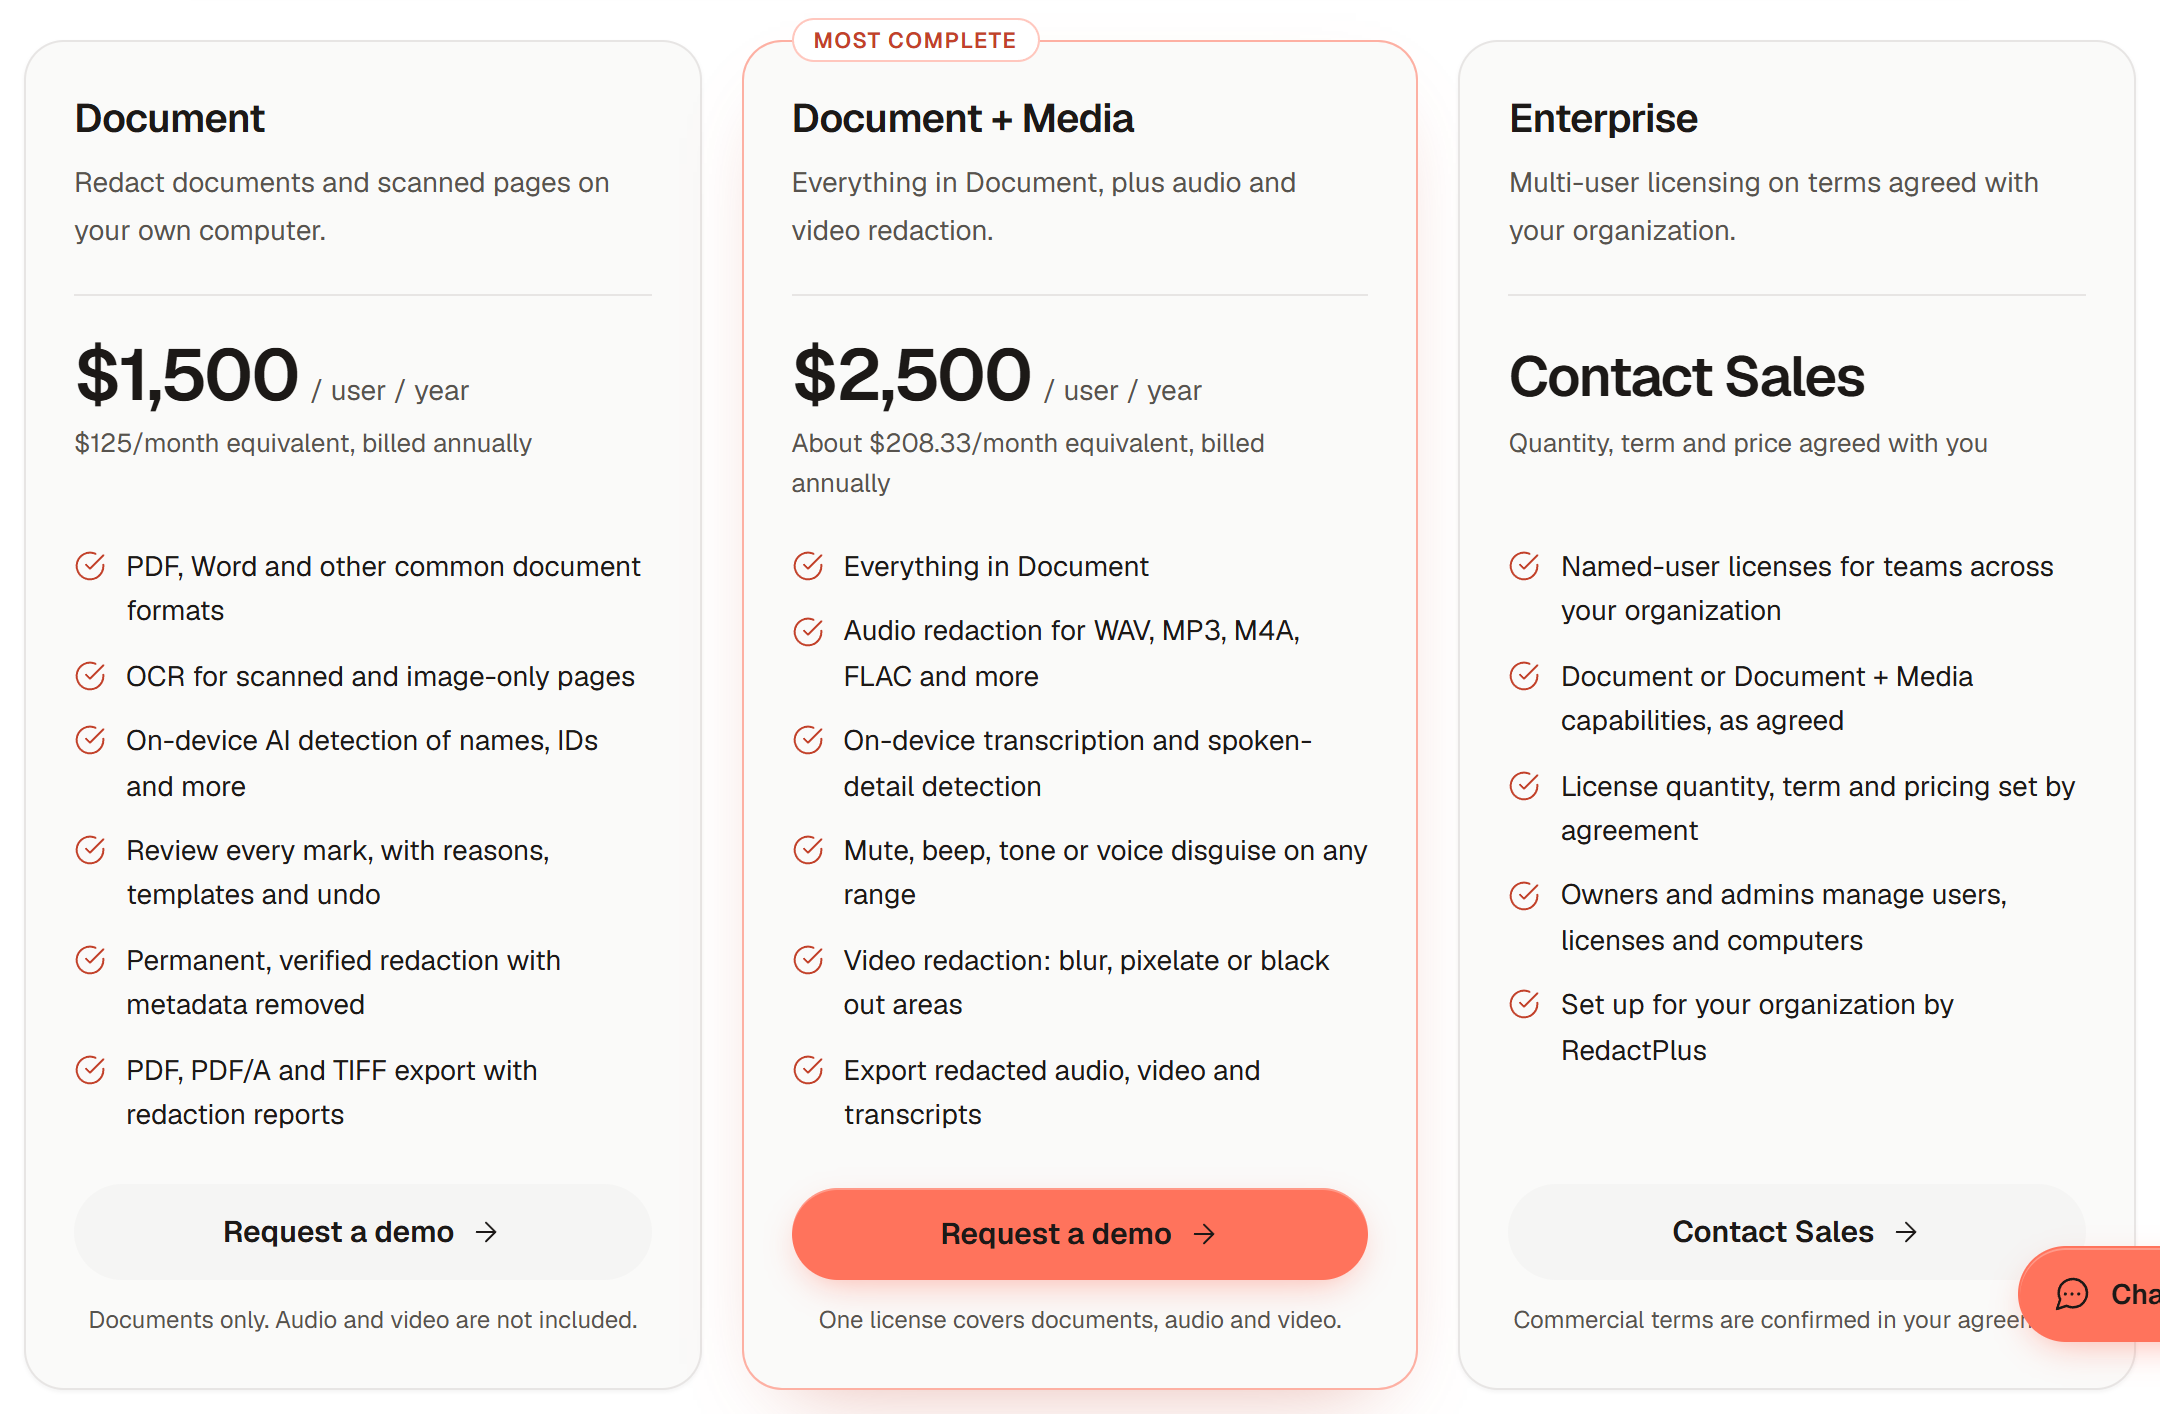 MOST COMPLETE
Document
Redact documents and scanned pages on
your own computer.
$1,500 / user / year
$125/month equivalent, billed annually
PDF, Word and other common document
formats
OCR for scanned and image-only pages
On-device AI detection of names, IDs
and more
Review every mark, with reasons,
templates and undo
Permanent, verified redaction with
metadata removed
PDF, PDF/A and TIFF export with
redaction reports
Request a demo →
Documents only. Audio and video are not included.
Document + Media
Everything in Document, plus audio and
video redaction.
$2,500 / user / year
About $208.33/month equivalent, billed
annually
Everything in Document
Audio redaction for WAV, MP3, M4A,
FLAC and more
On-device transcription and spoken-
detail detection
Mute, beep, tone or voice disguise on any
range
Video redaction: blur, pixelate or black
out areas
Export redacted audio, video and
transcripts
Request a demo →
One license covers documents, audio and video.
Enterprise
Multi-user licensing on terms agreed with
your organization.
Contact Sales
Quantity, term and price agreed with you
Named-user licenses for teams across
your organization
Document or Document + Media
capabilities, as agreed
License quantity, term and pricing set by
agreement
Owners and admins manage users,
licenses and computers
Set up for your organization by
RedactPlus
Contact Sales →
Commercial terms are confirmed in your